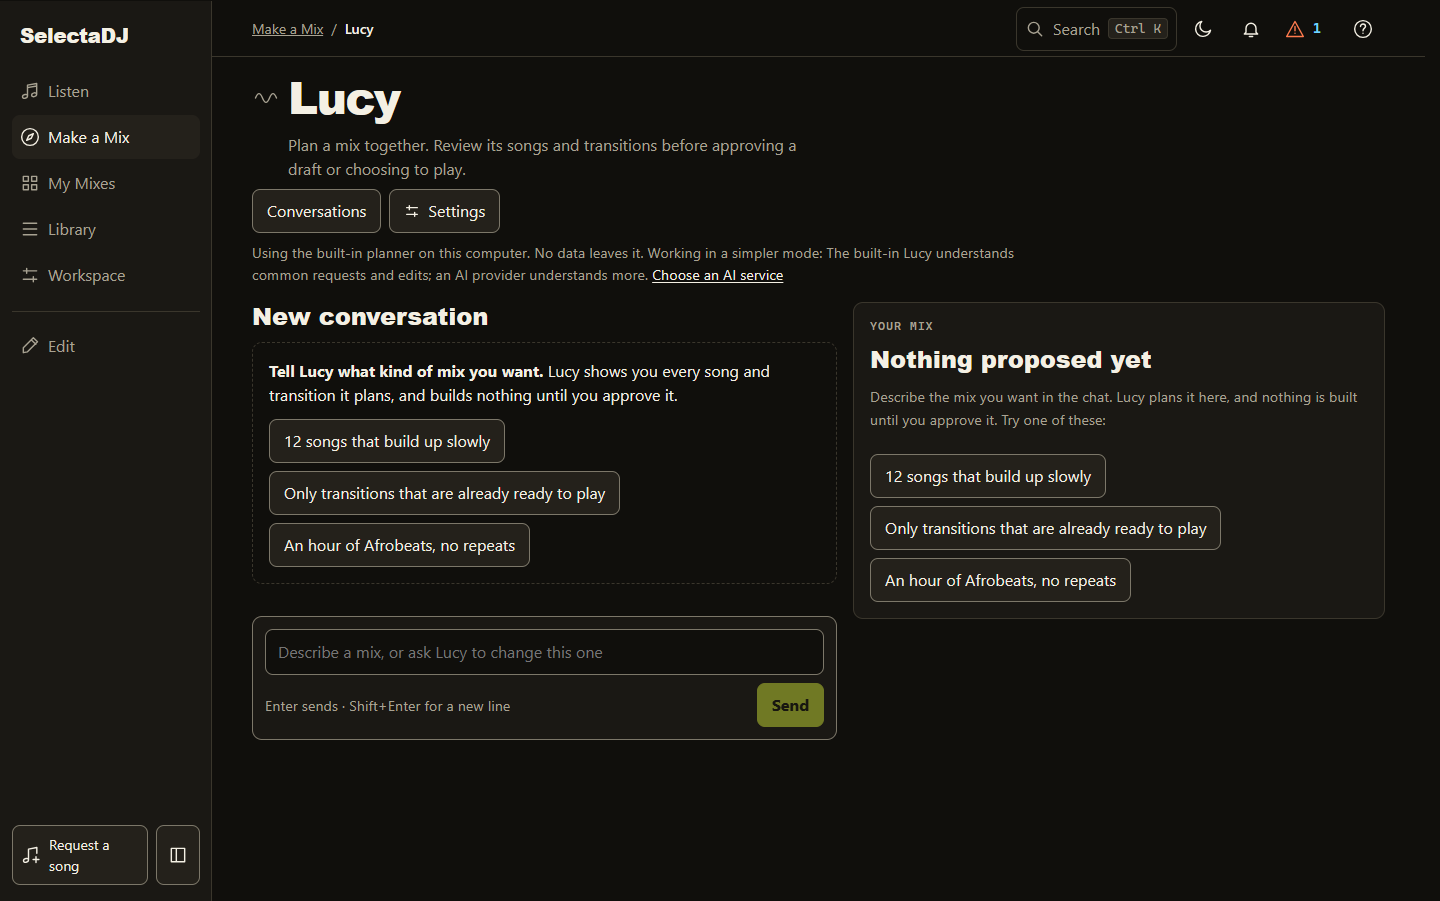 SelectaDJ
Listen
Make a Mix
My Mixes
Library
Workspace
Edit
Request a
song
Make a Mix / Lucy
Search Ctrl K
1
Lucy
Plan a mix together. Review its songs and transitions before approving a
draft or choosing to play.
Conversations
Settings
Using the built-in planner on this computer. No data leaves it. Working in a simpler mode: The built-in Lucy understands
common requests and edits; an AI provider understands more. Choose an AI service
New conversation
Tell Lucy what kind of mix you want. Lucy shows you every song and
transition it plans, and builds nothing until you approve it.
12 songs that build up slowly
Only transitions that are already ready to play
An hour of Afrobeats, no repeats
Describe a mix, or ask Lucy to change this one
Enter sends · Shift+Enter for a new line
Send
YOUR MIX
Nothing proposed yet
Describe the mix you want in the chat. Lucy plans it here, and nothing is built
until you approve it. Try one of these:
12 songs that build up slowly
Only transitions that are already ready to play
An hour of Afrobeats, no repeats